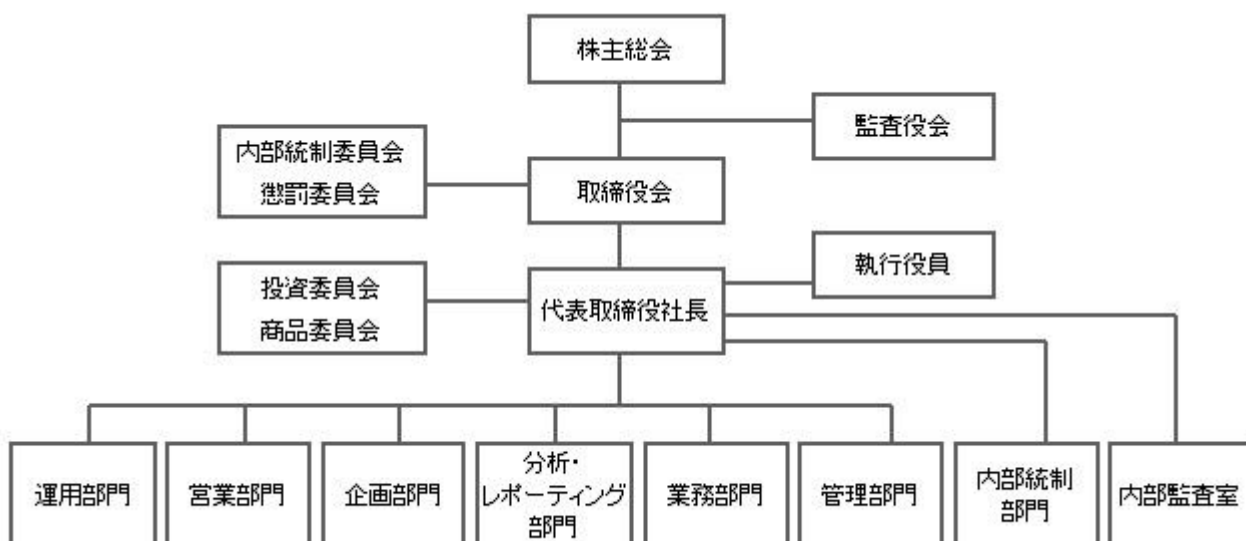 株主総会
監査役会
内部統制委員会
懲罰委員会
取締役会
執行役員
投資委員会
商品委員会
代表取締役社長
運用部門
営業部門
企画部門
分析・
レポーティング
部門
業務部門
管理部門
内部統制
部門
内部監査室